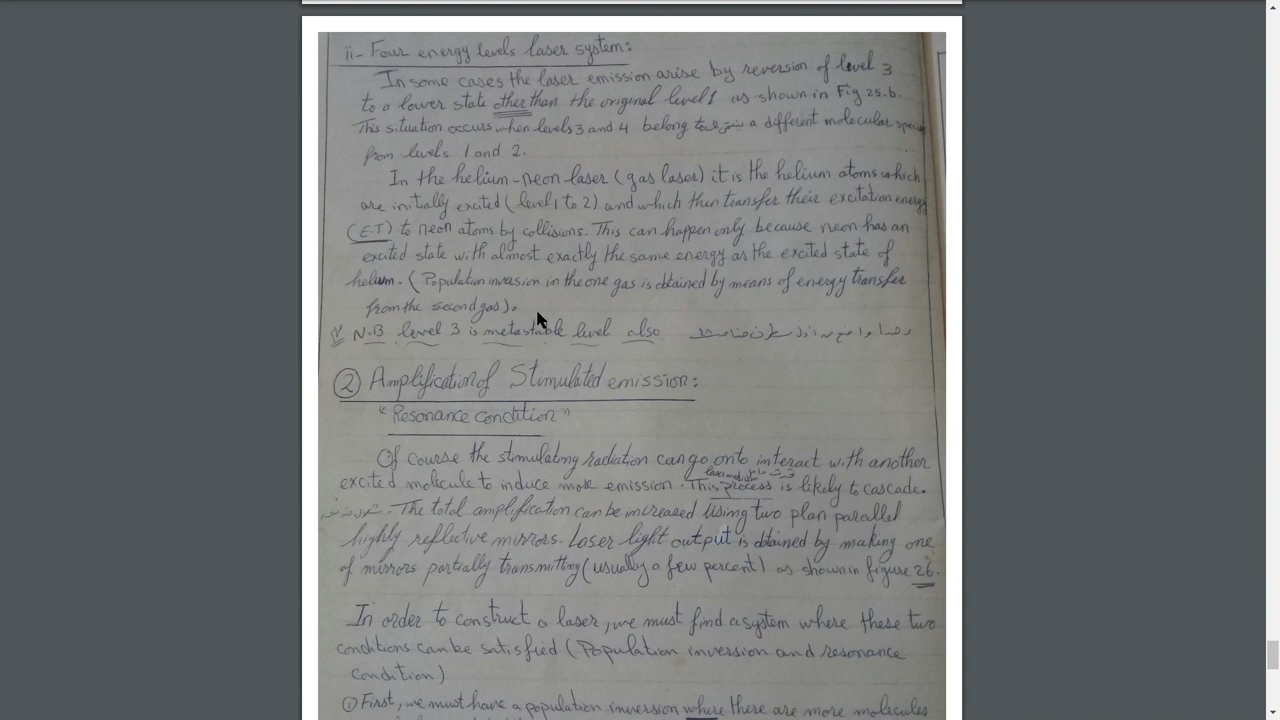 ii- Four energy levels laser system:
In some cases the laser emission arise by reversion of level 3
to a lower state other than the original level 1 as shown in Fig 25.b.
This situation occurs when levels 3 and 4 belong to a different molecular species
from levels 1 and 2.
In the helium-neon laser (gas laser) it is the helium atoms which
are initially excited (level 1 to 2) and which then transfer their excitation energy
(E.T) to neon atoms by collisions. This can happen only because neon has an
excited state with almost exactly the same energy as the excited state of
helium. (Population inversion in the one gas is obtained by means of energy transfer
from the second gas).
N.B level 3 is metastable level also
② Amplification of Stimulated emission:
"Resonance condition"
Of course the stimulating radiation can go onto interact with another
excited molecule to induce more emission. This process is likely to cascade.
The total amplification can be increased using two plan parallel
highly reflective mirrors. Laser light output is obtained by making one
of mirrors partially transmitting (usually a few percent) as shown in figure 26.
In order to construct a laser, we must find a system where these two
conditions can be satisfied (Population inversion and resonance
condition)
① First, we must have a population inversion where there are more molecules